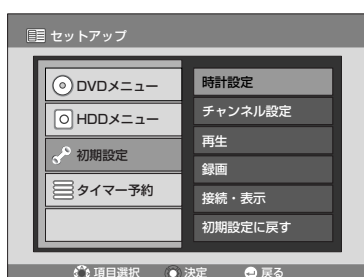 セットアップ
DVDメニュー
HDDメニュー
初期設定
タイマー予約
時計設定
チャンネル設定
再生
録画
接続・表示
初期設定に戻す
項目選択 決定 戻る